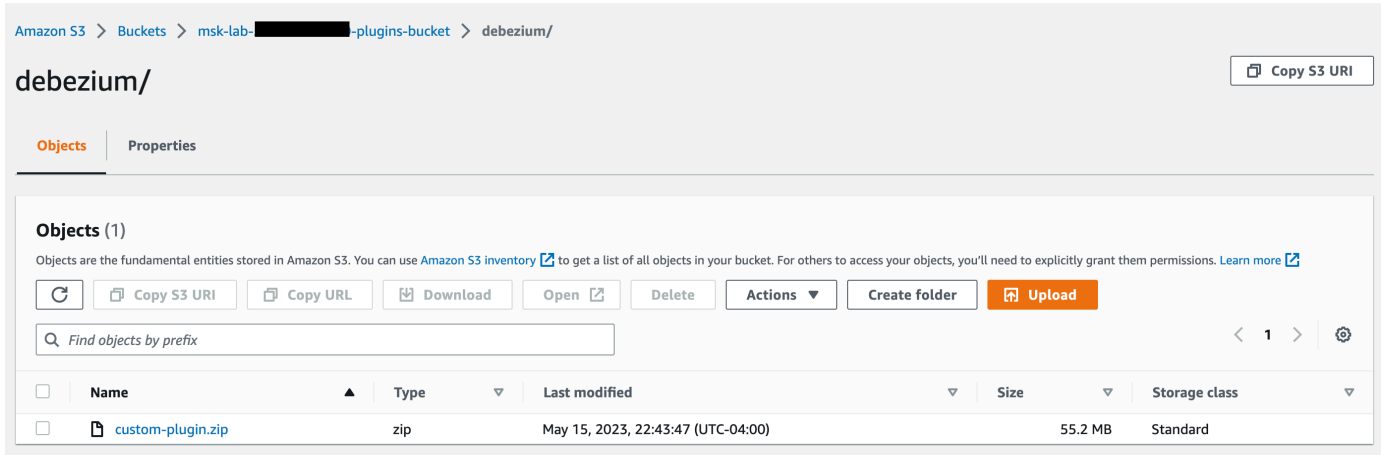 Amazon S3 > Buckets > msk-lab- -plugins-bucket > debezium/
debezium/
Copy S3 URI
Objects
Properties
Objects (1)
Objects are the fundamental entities stored in Amazon S3. You can use Amazon S3 inventory to get a list of all objects in your bucket. For others to access your objects, you'll need to explicitly grant them permissions. Learn more
Copy S3 URI Copy URL Download Open Delete Actions Create folder Upload
Find objects by prefix
1
Name Type Last modified Size Storage class
custom-plugin.zip zip May 15, 2023, 22:43:47 (UTC-04:00) 55.2 MB Standard